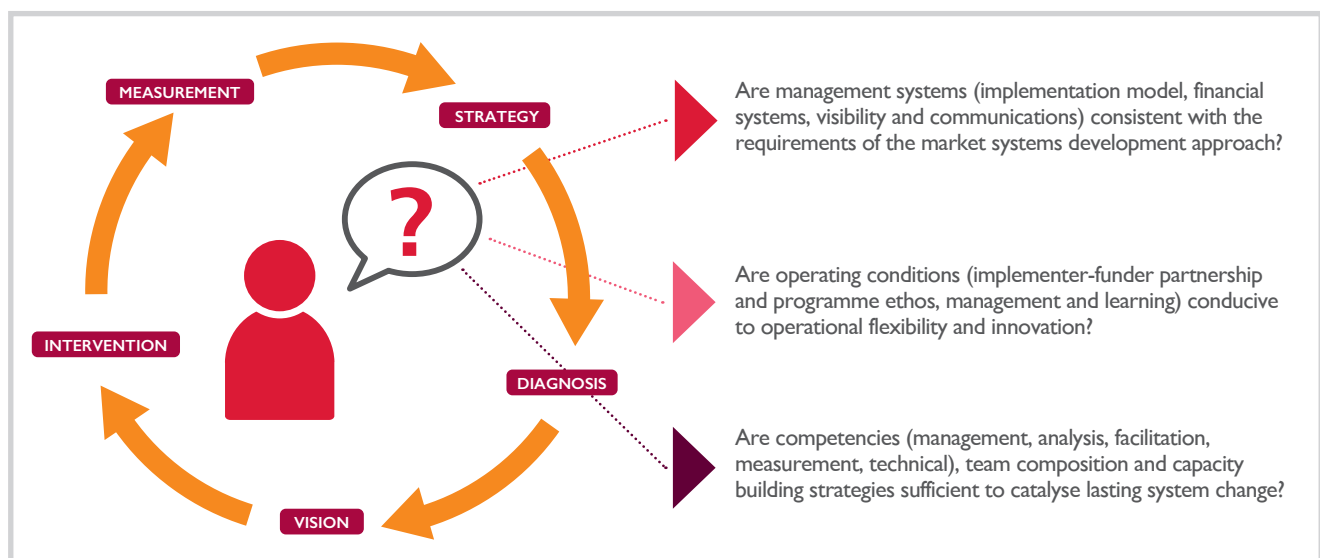 MEASUREMENT
STRATEGY
?
INTERVENTION
DIAGNOSIS
VISION
Are management systems (implementation model, financial
systems, visibility and communications) consistent with the
requirements of the market systems development approach?
Are operating conditions (implementer-funder partnership
and programme ethos, management and learning) conducive
to operational flexibility and innovation?
Are competencies (management, analysis, facilitation,
measurement, technical), team composition and capacity
building strategies sufficient to catalyse lasting system change?